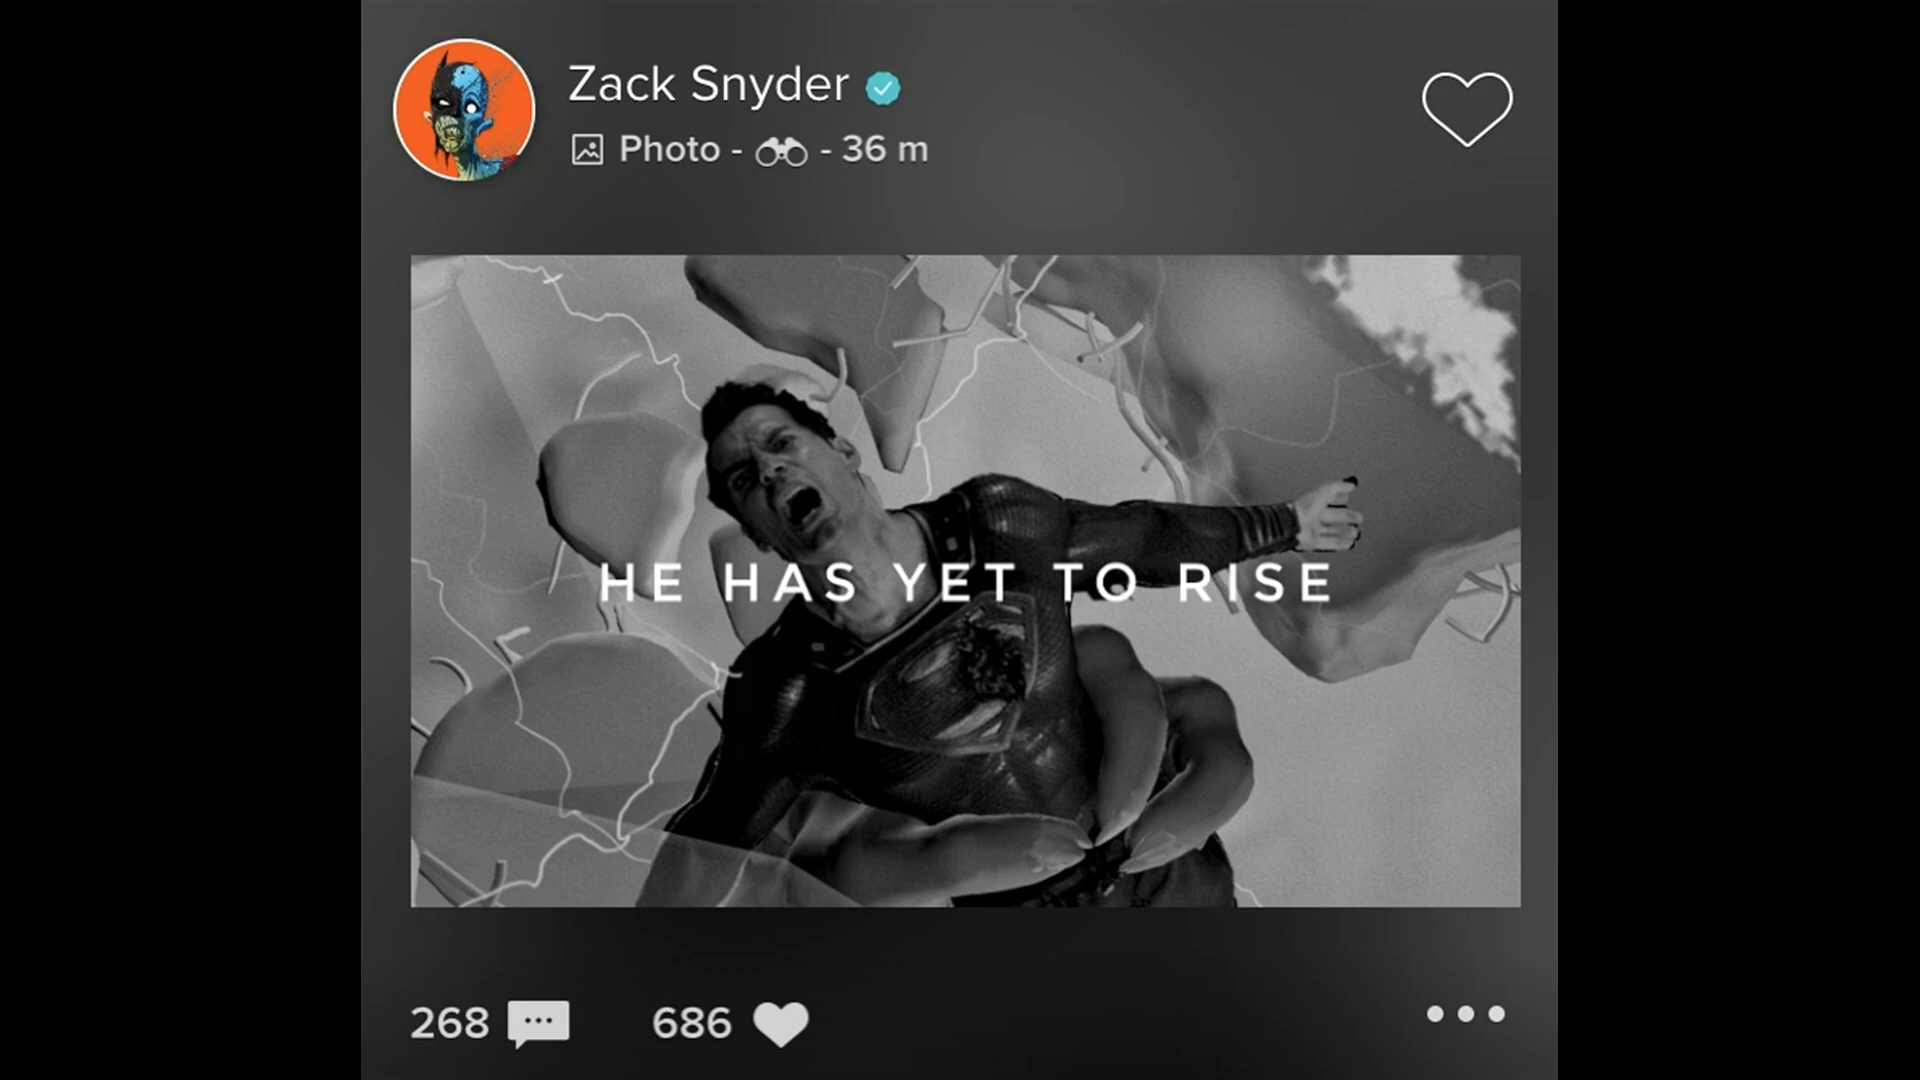 Zack Snyder
Photo - - 36 m
HE HAS YET TO RISE
268 686